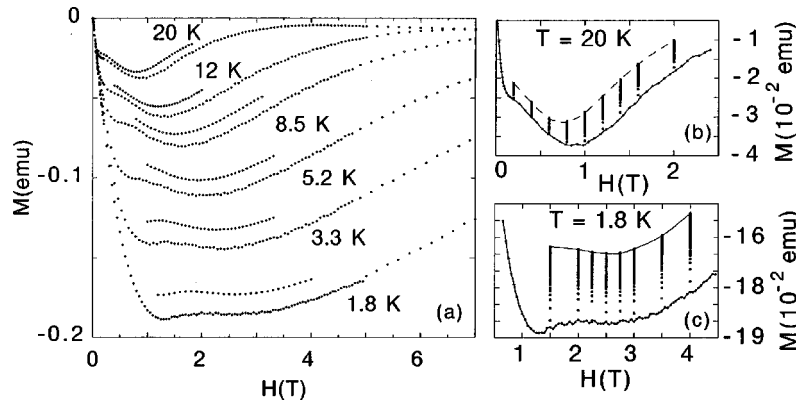 0
-0.1
-0.2
M(emu)
20 K
12 K
8.5 K
5.2 K
3.3 K
1.8 K
(a)
0 2 4 6
H(T)
T = 20 K
(b)
- 1
- 2
- 3
- 4
M(10⁻² emu)
0 1 2
H(T)
T = 1.8 K
(c)
- 16
- 18
- 19
M(10⁻² emu)
1 2 3 4
H(T)